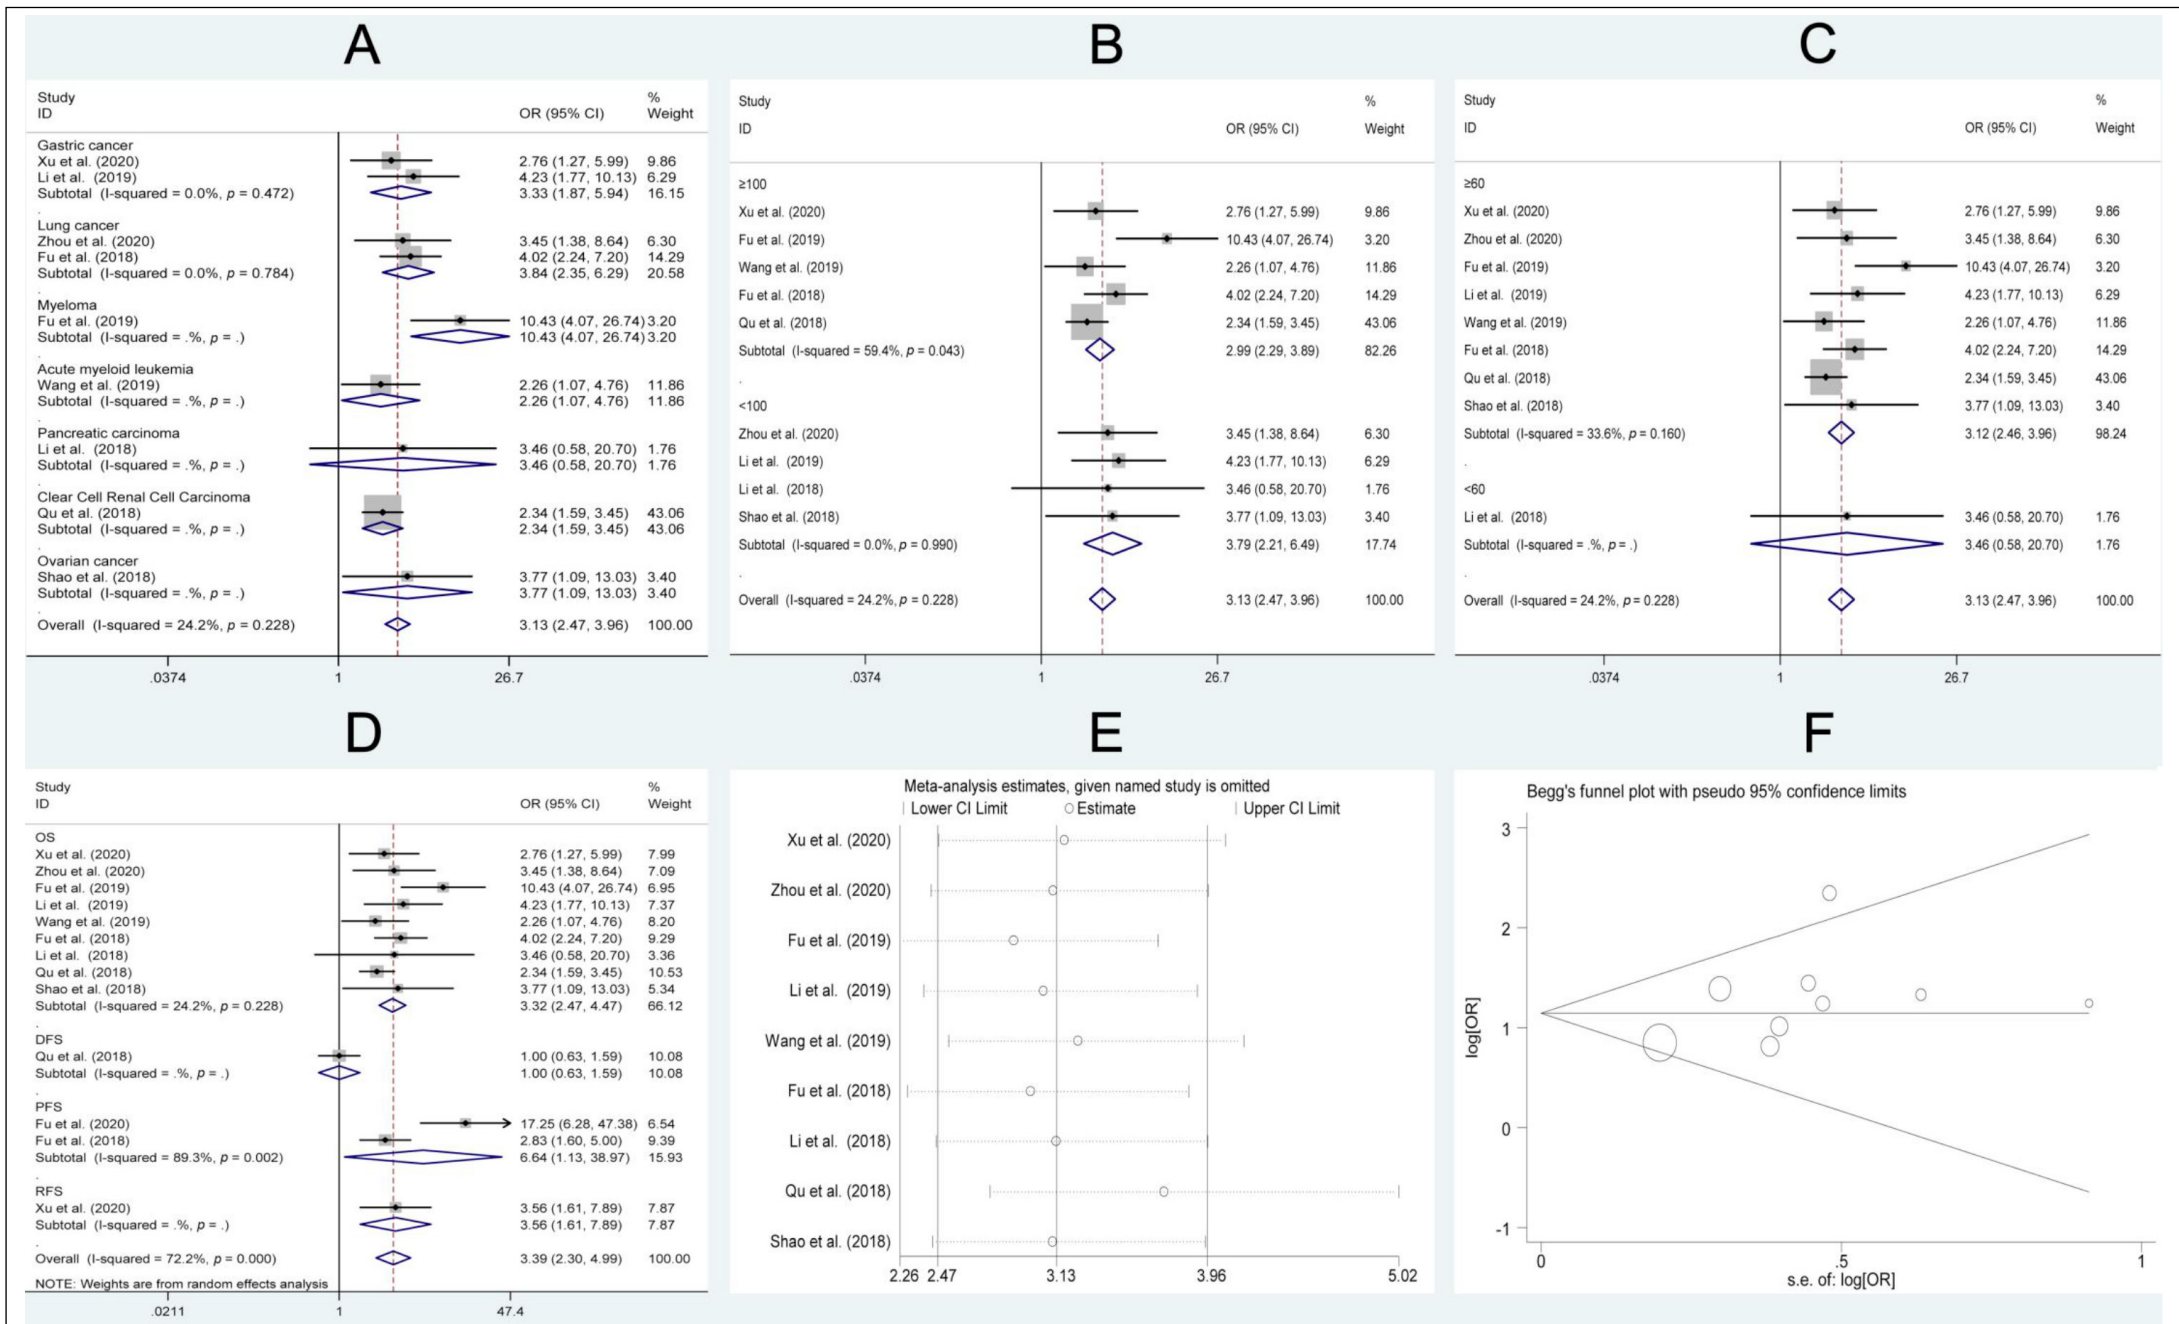 A
Study %
ID OR (95% CI) Weight
Gastric cancer
Xu et al. (2020) 2.76 (1.27, 5.99) 9.86
Li et al. (2019) 4.23 (1.77, 10.13) 6.29
Subtotal (I-squared = 0.0%, p = 0.472) 3.33 (1.87, 5.94) 16.15
.
Lung cancer
Zhou et al. (2020) 3.45 (1.38, 8.64) 6.30
Fu et al. (2018) 4.02 (2.24, 7.20) 14.29
Subtotal (I-squared = 0.0%, p = 0.784) 3.84 (2.35, 6.29) 20.58
.
Myeloma
Fu et al. (2019) 10.43 (4.07, 26.74) 3.20
Subtotal (I-squared = .%, p = .) 10.43 (4.07, 26.74) 3.20
.
Acute myeloid leukemia
Wang et al. (2019) 2.26 (1.07, 4.76) 11.86
Subtotal (I-squared = .%, p = .) 2.26 (1.07, 4.76) 11.86
.
Pancreatic carcinoma
Li et al. (2018) 3.46 (0.58, 20.70) 1.76
Subtotal (I-squared = .%, p = .) 3.46 (0.58, 20.70) 1.76
.
Clear Cell Renal Cell Carcinoma
Qu et al. (2018) 2.34 (1.59, 3.45) 43.06
Subtotal (I-squared = .%, p = .) 2.34 (1.59, 3.45) 43.06
.
Ovarian cancer
Shao et al. (2018) 3.77 (1.09, 13.03) 3.40
Subtotal (I-squared = .%, p = .) 3.77 (1.09, 13.03) 3.40
.
Overall (I-squared = 24.2%, p = 0.228) 3.13 (2.47, 3.96) 100.00
.0374 1 26.7
B
Study %
ID OR (95% CI) Weight
≥100
Xu et al. (2020) 2.76 (1.27, 5.99) 9.86
Fu et al. (2019) 10.43 (4.07, 26.74) 3.20
Wang et al. (2019) 2.26 (1.07, 4.76) 11.86
Fu et al. (2018) 4.02 (2.24, 7.20) 14.29
Qu et al. (2018) 2.34 (1.59, 3.45) 43.06
Subtotal (I-squared = 59.4%, p = 0.043) 2.99 (2.29, 3.89) 82.26
.
<100
Zhou et al. (2020) 3.45 (1.38, 8.64) 6.30
Li et al. (2019) 4.23 (1.77, 10.13) 6.29
Li et al. (2018) 3.46 (0.58, 20.70) 1.76
Shao et al. (2018) 3.77 (1.09, 13.03) 3.40
Subtotal (I-squared = 0.0%, p = 0.990) 3.79 (2.21, 6.49) 17.74
.
Overall (I-squared = 24.2%, p = 0.228) 3.13 (2.47, 3.96) 100.00
.0374 1 26.7
C
Study %
ID OR (95% CI) Weight
≥60
Xu et al. (2020) 2.76 (1.27, 5.99) 9.86
Zhou et al. (2020) 3.45 (1.38, 8.64) 6.30
Fu et al. (2019) 10.43 (4.07, 26.74) 3.20
Li et al. (2019) 4.23 (1.77, 10.13) 6.29
Wang et al. (2019) 2.26 (1.07, 4.76) 11.86
Fu et al. (2018) 4.02 (2.24, 7.20) 14.29
Qu et al. (2018) 2.34 (1.59, 3.45) 43.06
Shao et al. (2018) 3.77 (1.09, 13.03) 3.40
Subtotal (I-squared = 33.6%, p = 0.160) 3.12 (2.46, 3.96) 98.24
.
<60
Li et al. (2018) 3.46 (0.58, 20.70) 1.76
Subtotal (I-squared = .%, p = .) 3.46 (0.58, 20.70) 1.76
.
Overall (I-squared = 24.2%, p = 0.228) 3.13 (2.47, 3.96) 100.00
.0374 1 26.7
D
Study %
ID OR (95% CI) Weight
OS
Xu et al. (2020) 2.76 (1.27, 5.99) 7.99
Zhou et al. (2020) 3.45 (1.38, 8.64) 7.09
Fu et al. (2019) 10.43 (4.07, 26.74) 6.95
Li et al. (2019) 4.23 (1.77, 10.13) 7.37
Wang et al. (2019) 2.26 (1.07, 4.76) 8.20
Fu et al. (2018) 4.02 (2.24, 7.20) 9.29
Li et al. (2018) 3.46 (0.58, 20.70) 3.36
Qu et al. (2018) 2.34 (1.59, 3.45) 10.53
Shao et al. (2018) 3.77 (1.09, 13.03) 5.34
Subtotal (I-squared = 24.2%, p = 0.228) 3.32 (2.47, 4.47) 66.12
.
DFS
Qu et al. (2018) 1.00 (0.63, 1.59) 10.08
Subtotal (I-squared = .%, p = .) 1.00 (0.63, 1.59) 10.08
.
PFS
Fu et al. (2020) 17.25 (6.28, 47.38) 6.54
Fu et al. (2018) 2.83 (1.60, 5.00) 9.39
Subtotal (I-squared = 89.3%, p = 0.002) 6.64 (1.13, 38.97) 15.93
.
RFS
Xu et al. (2020) 3.56 (1.61, 7.89) 7.87
Subtotal (I-squared = .%, p = .) 3.56 (1.61, 7.89) 7.87
.
Overall (I-squared = 72.2%, p = 0.000) 3.39 (2.30, 4.99) 100.00
NOTE: Weights are from random effects analysis
.0211 1 47.4
E
Meta-analysis estimates, given named study is omitted
Lower CI Limit Estimate Upper CI Limit
Xu et al. (2020)
Zhou et al. (2020)
Fu et al. (2019)
Li et al. (2019)
Wang et al. (2019)
Fu et al. (2018)
Li et al. (2018)
Qu et al. (2018)
Shao et al. (2018)
2.26 2.47 3.13 3.96 5.02
F
Begg's funnel plot with pseudo 95% confidence limits
3
2
1
0
-1
log[OR]
0 .5 1
s.e. of: log[OR]